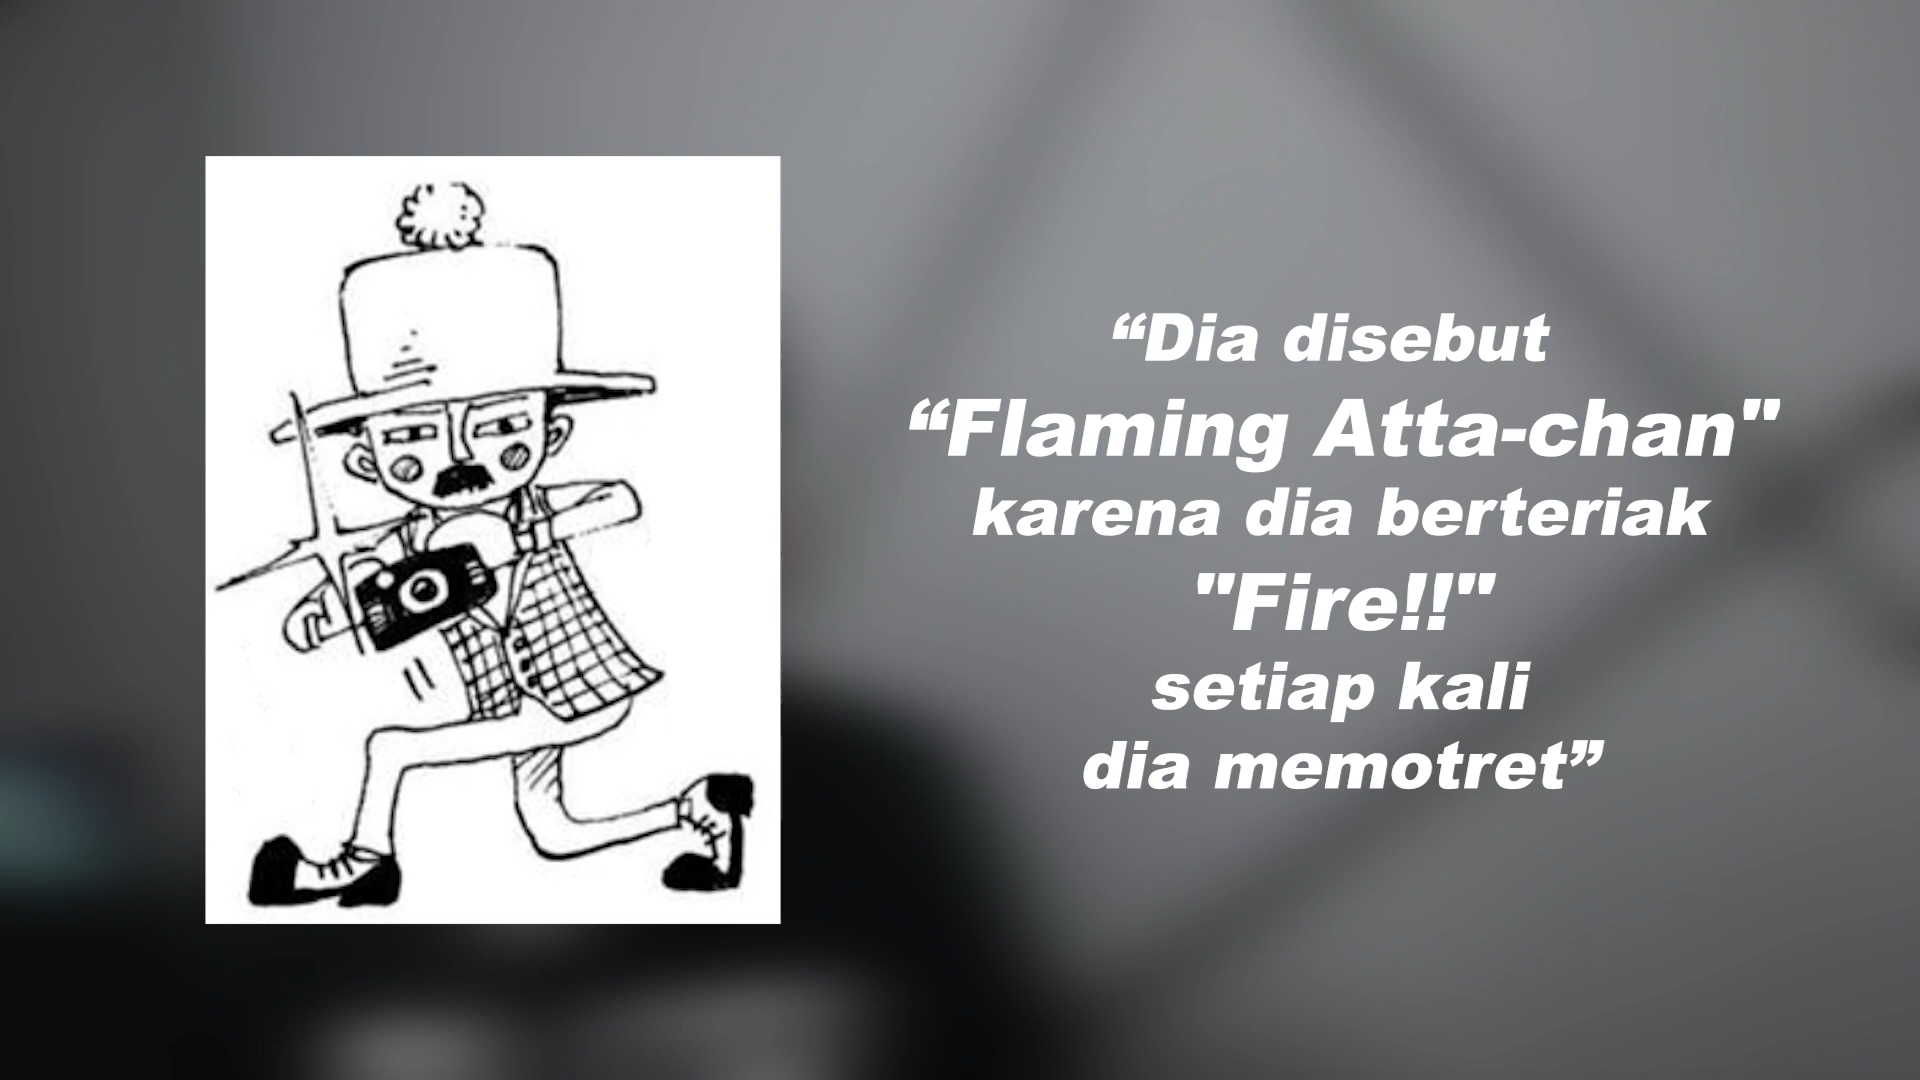 “Dia disebut
“Flaming Atta-chan"
karena dia berteriak
"Fire!!"
setiap kali
dia memotret”